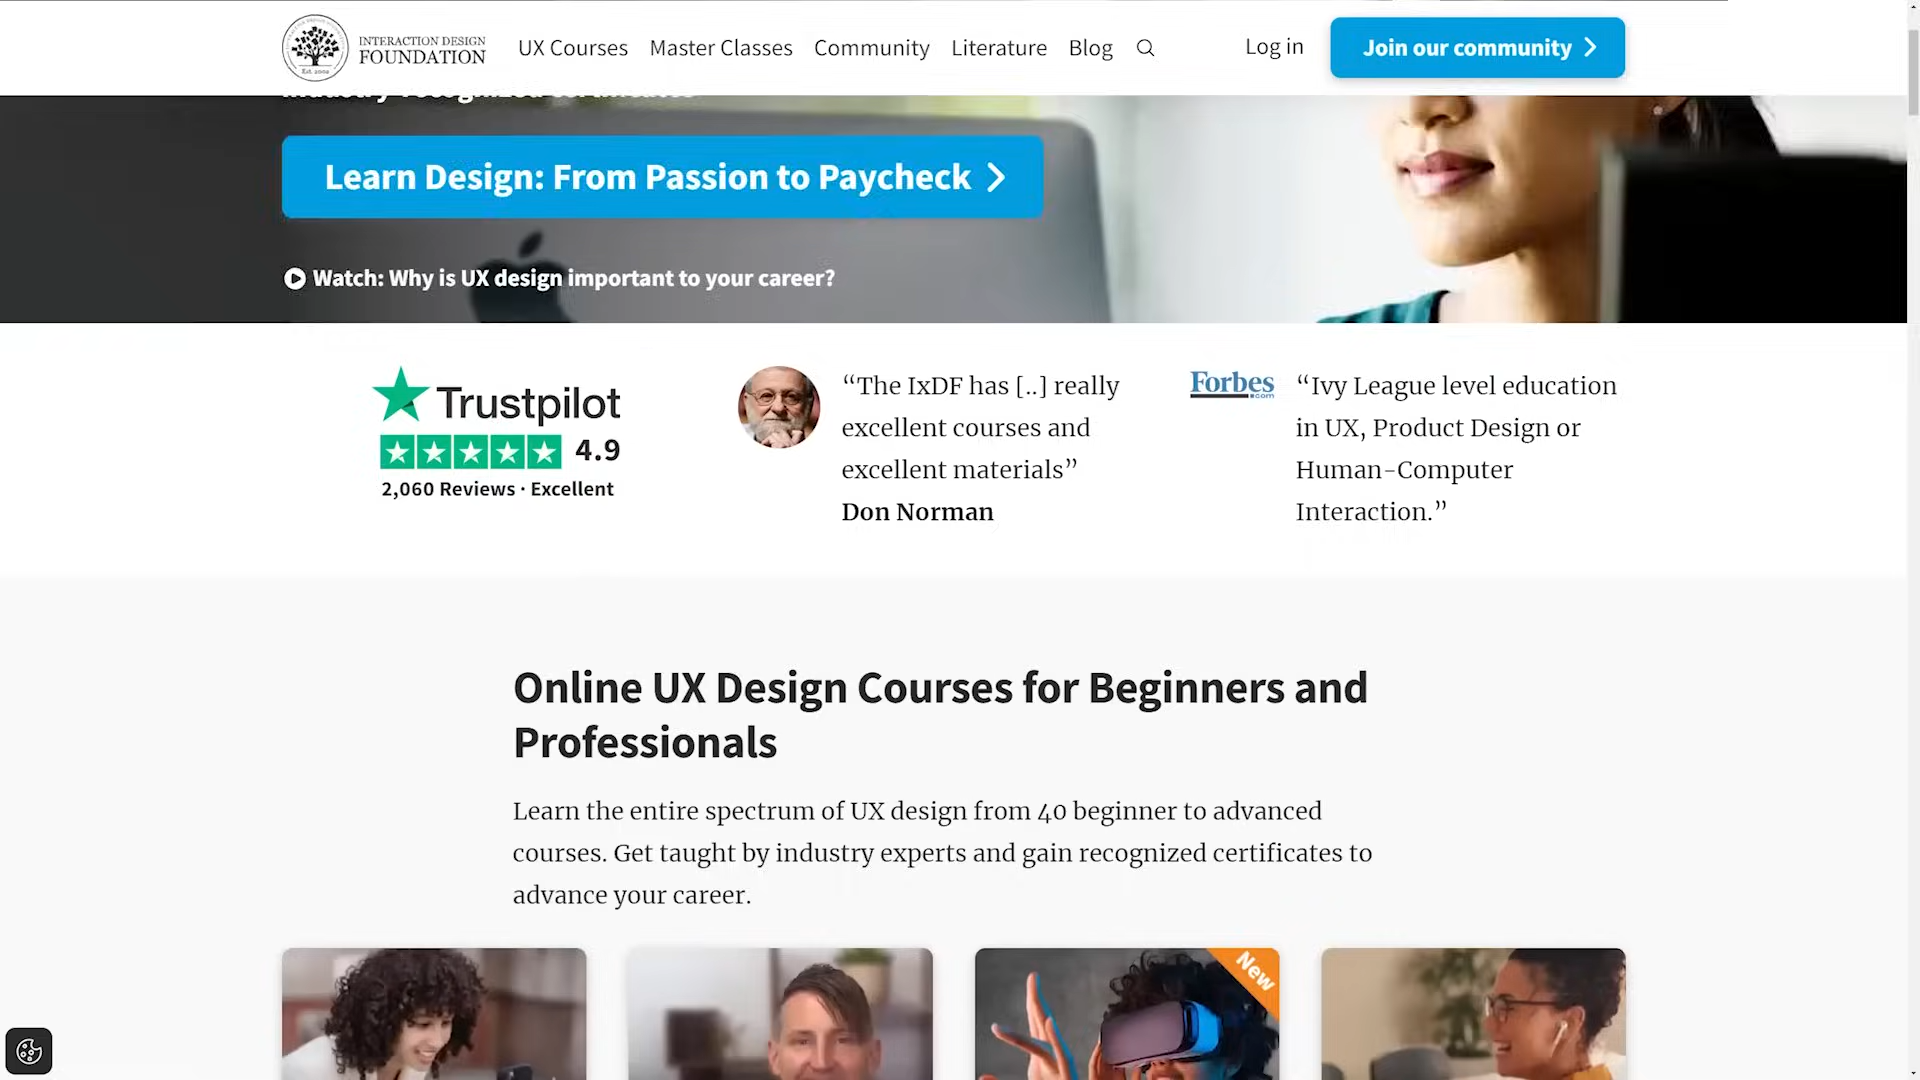 INTERACTION DESIGN
FOUNDATION
Est. 2002
UX Courses
Master Classes
Community
Literature
Blog
Log in
Join our community
industry-recognized certificates
Learn Design: From Passion to Paycheck
Watch: Why is UX design important to your career?
Trustpilot
4.9
2,060 Reviews · Excellent
“The IxDF has [..] really
excellent courses and
excellent materials”
Don Norman
Forbes
.com
“Ivy League level education
in UX, Product Design or
Human-Computer
Interaction.”
Online UX Design Courses for Beginners and
Professionals
Learn the entire spectrum of UX design from 40 beginner to advanced
courses. Get taught by industry experts and gain recognized certificates to
advance your career.
New